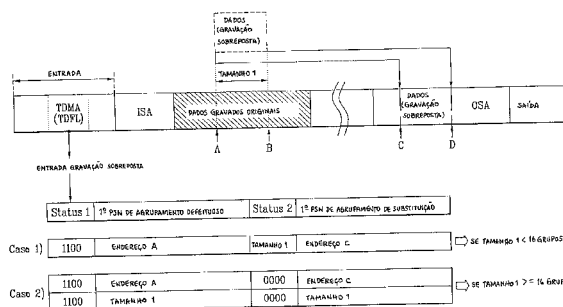 DADOS
(GRAVAÇÃO
SOBREPOSTA)
TAMANHO 1
ENTRADA
TDMA
(TDFL)
ISA
DADOS GRAVADOS ORIGINAIS
DADOS
(GRAVAÇÃO
SOBREPOSTA)
OSA
SAÍDA
A
B
C
D
ENTRADA GRAVAÇÃO SOBREPOSTA
Status 1 1º PSN DE AGRUPAMENTO DEFEITUOSO Status 2 1º PSN DE AGRUPAMENTO DE SUBSTITUIÇÃO
Caso 1) 1100 ENDEREÇO A TAMANHO 1 ENDEREÇO C SE TAMANHO 1 < 16 GRUPOS
Caso 2) 1100 ENDEREÇO A 0000 ENDEREÇO C SE TAMANHO 1 >= 16
1100 TAMANHO 1 0000 TAMANHO 1